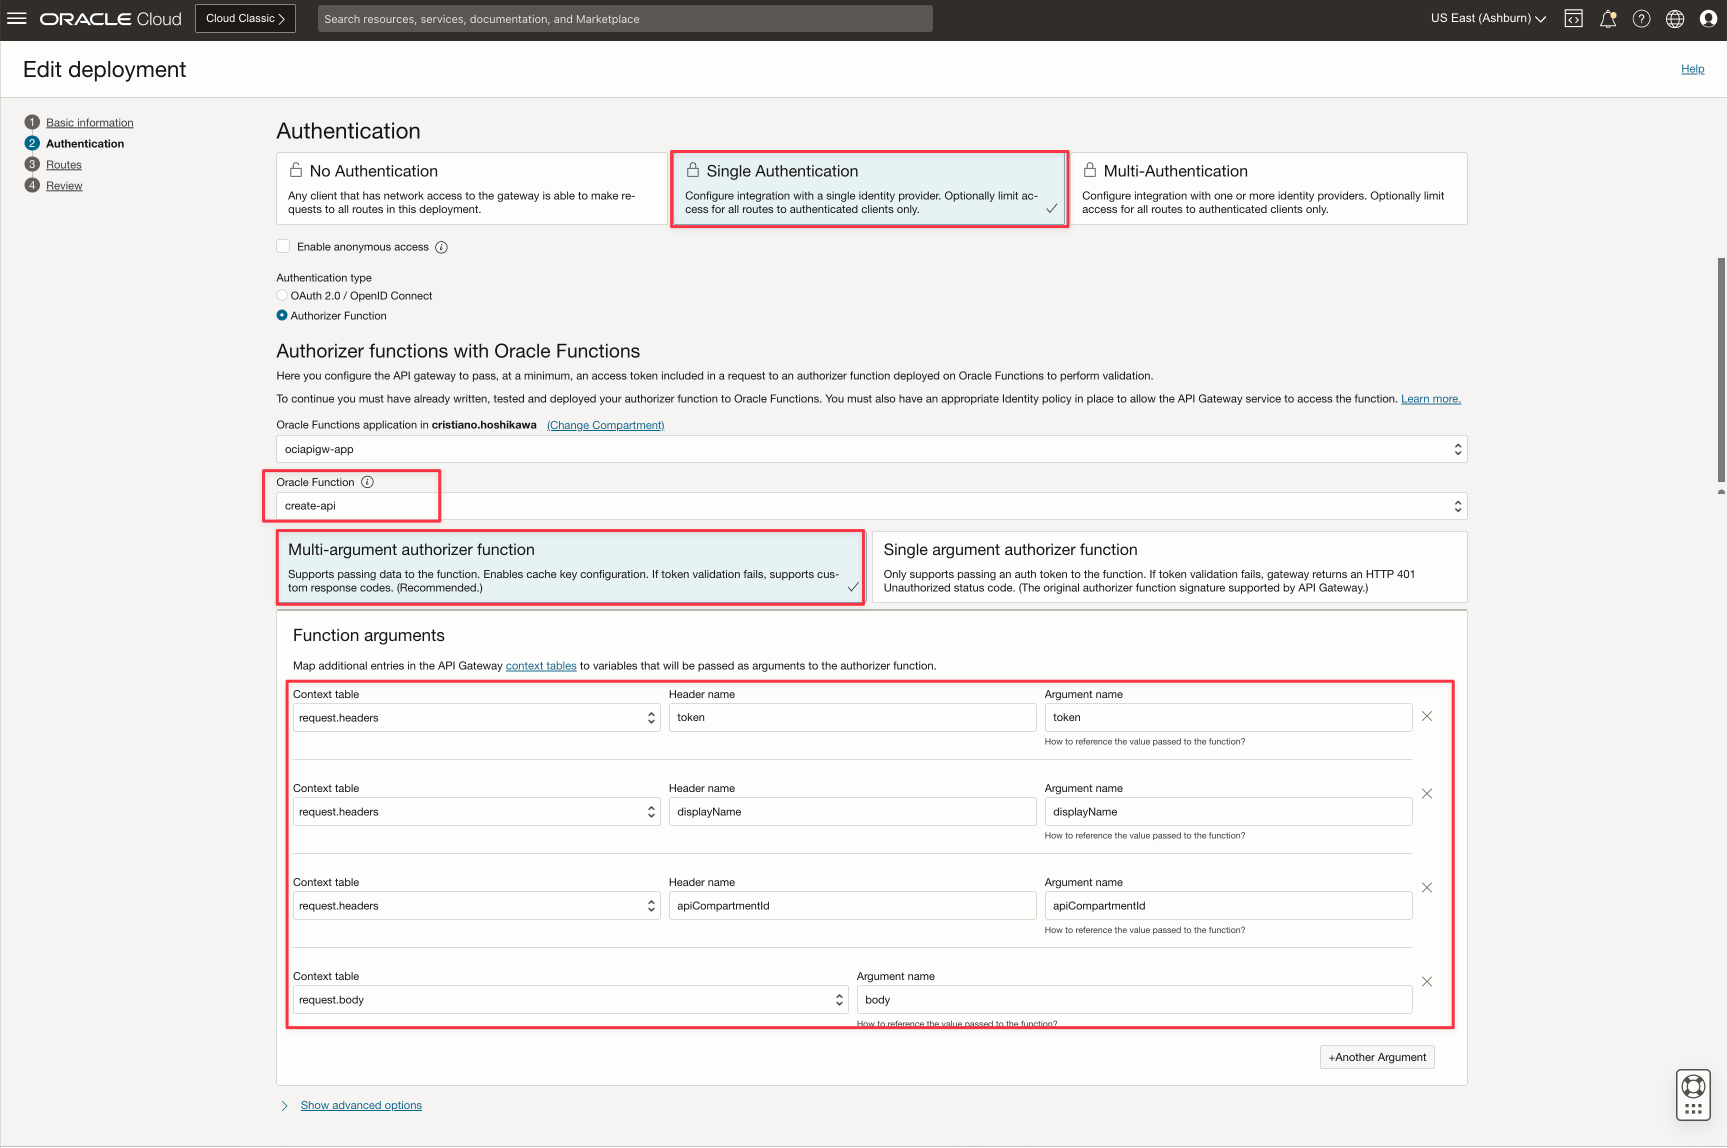 ORACLE Cloud
Cloud Classic
Search resources, services, documentation, and Marketplace
US East (Ashburn)
Edit deployment
Help
1 Basic information
2 Authentication
3 Routes
4 Review
Authentication
No Authentication
Any client that has network access to the gateway is able to make re-
quests to all routes in this deployment.
Single Authentication
Configure integration with a single identity provider. Optionally limit ac-
cess for all routes to authenticated clients only.
Multi-Authentication
Configure integration with one or more identity providers. Optionally limit
access for all routes to authenticated clients only.
Enable anonymous access
Authentication type
OAuth 2.0 / OpenID Connect
Authorizer Function
Authorizer functions with Oracle Functions
Here you configure the API gateway to pass, at a minimum, an access token included in a request to an authorizer function deployed on Oracle Functions to perform validation.
To continue you must have already written, tested and deployed your authorizer function to Oracle Functions. You must also have an appropriate Identity policy in place to allow the API Gateway service to access the function. Learn more.
Oracle Functions application in cristiano.hoshikawa (Change Compartment)
ociapigw-app
Oracle Function
create-api
Multi-argument authorizer function
Supports passing data to the function. Enables cache key configuration. If token validation fails, supports cus-
tom response codes. (Recommended.)
Single argument authorizer function
Only supports passing an auth token to the function. If token validation fails, gateway returns an HTTP 401
Unauthorized status code. (The original authorizer function signature supported by API Gateway.)
Function arguments
Map additional entries in the API Gateway context tables to variables that will be passed as arguments to the authorizer function.
Context table Header name Argument name
request.headers token token
How to reference the value passed to the function?
Context table Header name Argument name
request.headers displayName displayName
How to reference the value passed to the function?
Context table Header name Argument name
request.headers apiCompartmentId apiCompartmentId
How to reference the value passed to the function?
Context table Argument name
request.body body
How to reference the value passed to the function?
+Another Argument
Show advanced options